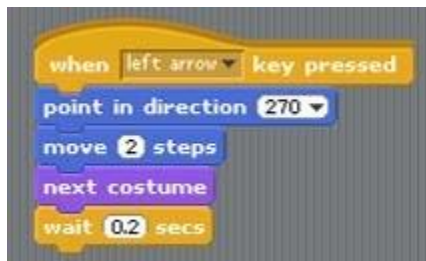 when left arrow key pressed
point in direction 270
move 2 steps
next costume
wait 0.2 secs